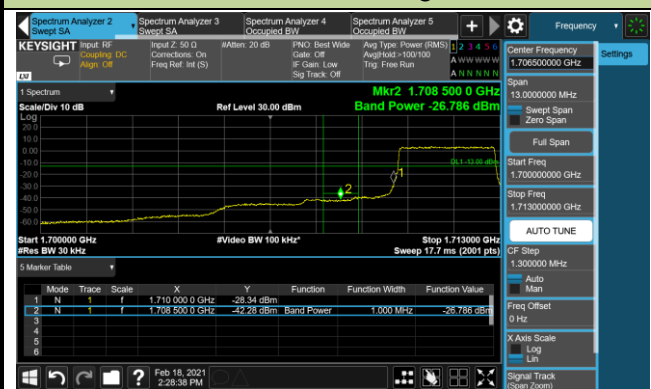 Spectrum Analyzer 2
Swept SA
Spectrum Analyzer 3
Swept SA
Spectrum Analyzer 4
Occupied BW
Spectrum Analyzer 5
Occupied BW
Frequency
KEYSIGHT
Input: RF
Coupling: DC
Align: Off
Input Z: 50 Ω
Corrections: On
Freq Ref: Int (S)
#Atten: 20 dB
PNO: Best Wide
Gate: Off
IF Gain: Low
Sig Track: Off
Avg Type: Power (RMS)
Avg|Hold:>100/100
Trig: Free Run
1 2 3 4 5 6
A W W W W W
A N N N N N
LXI
1 Spectrum
Scale/Div 10 dB
Ref Level 30.00 dBm
Mkr2 1.708 500 0 GHz
Band Power -26.786 dBm
Log
20.0
10.0
0.00
-10.0
-20.0
-30.0
-40.0
-50.0
-60.0
DL1 -13.00 dBm
1
2
Start 1.700000 GHz
#Res BW 30 kHz
#Video BW 100 kHz*
Stop 1.713000 GHz
Sweep 17.7 ms (2001 pts)
5 Marker Table
Mode Trace Scale X Y Function Function Width Function Value
1 N 1 f 1.710 000 0 GHz -28.34 dBm
2 N 1 f 1.708 500 0 GHz -42.28 dBm Band Power 1.000 MHz -26.786 dBm
3
4
5
6
Feb 18, 2021
2:28:38 PM
Center Frequency
1.706500000 GHz
Settings
Span
13.0000000 MHz
Swept Span
Zero Span
Full Span
Start Freq
1.700000000 GHz
Stop Freq
1.713000000 GHz
AUTO TUNE
CF Step
1.300000 MHz
Auto
Man
Freq Offset
0 Hz
X Axis Scale
Log
Lin
Signal Track
(Span Zoom)